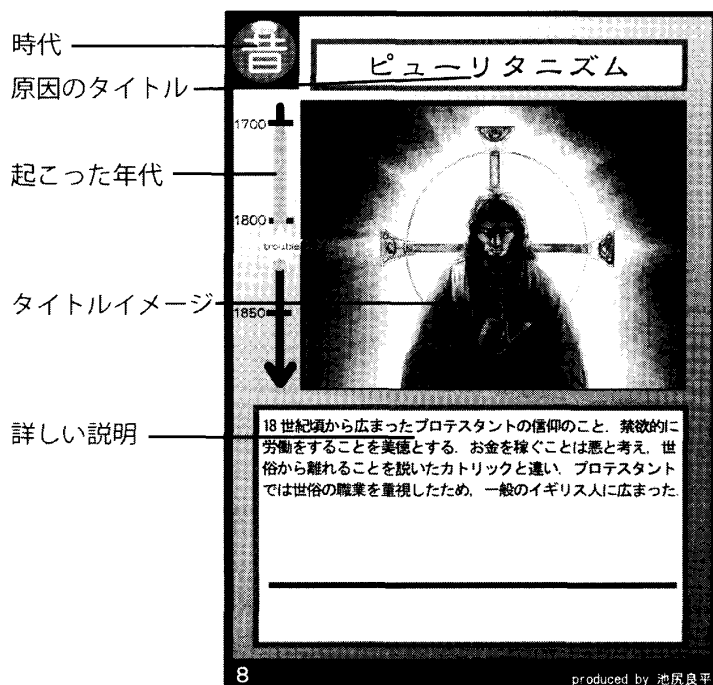 時代
原因のタイトル
起こった年代
タイトルイメージ
詳しい説明
昔
ピューリタニズム
1700
1800
trouble
1850
18世紀頃から広まったプロテスタントの信仰のこと．禁欲的に
労働をすることを美徳とする．お金を稼ぐことは悪と考え，世
俗から離れることを説いたカトリックと違い，プロテスタント
では世俗の職業を重視したため，一般のイギリス人に広まった．
8
produced by 池尻良平